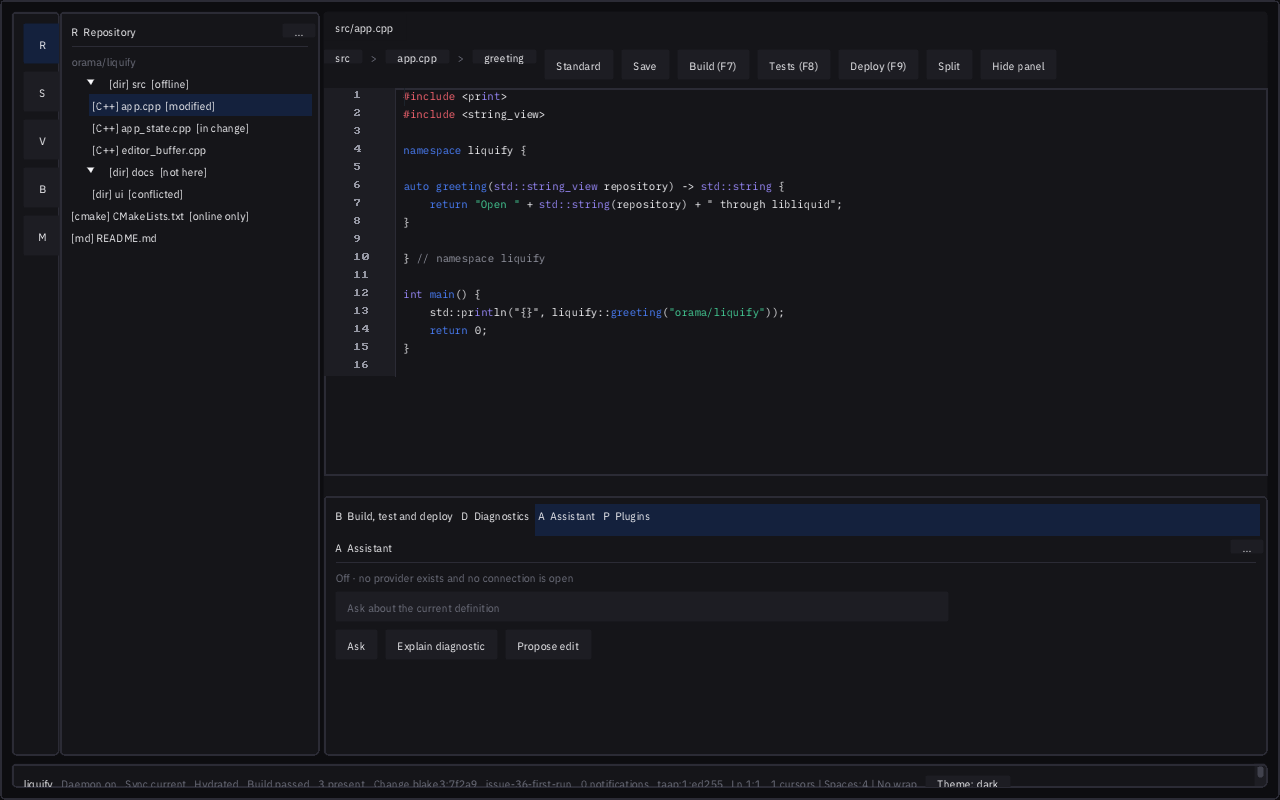 R
S
V
B
M
R Repository
...
orama/liquify
[dir] src [offline]
[C++] app.cpp [modified]
[C++] app_state.cpp [in change]
[C++] editor_buffer.cpp
[dir] docs [not here]
[dir] ui [conflicted]
[cmake] CMakeLists.txt [online only]
[md] README.md
src/app.cpp
src > app.cpp > greeting Standard Save Build (F7) Tests (F8) Deploy (F9) Split Hide panel
1 #include <print>
2 #include <string_view>
3
4 namespace liquify {
5
6 auto greeting(std::string_view repository) -> std::string {
7 return "Open " + std::string(repository) + " through libliquid";
8 }
9
10 } // namespace liquify
11
12 int main() {
13 std::println("{}", liquify::greeting("orama/liquify"));
14 return 0;
15 }
16
B Build, test and deploy D Diagnostics A Assistant P Plugins
A Assistant ...
Off - no provider exists and no connection is open
Ask about the current definition
Ask Explain diagnostic Propose edit
liquify Daemon on Sync current Hydrated Build passed 3 present Change blake3:7f2a9 issue-36-first-run 0 notifications taap:1:ed255 Ln 1:1 1 cursors | Spaces:4 | No wrap Theme: dark